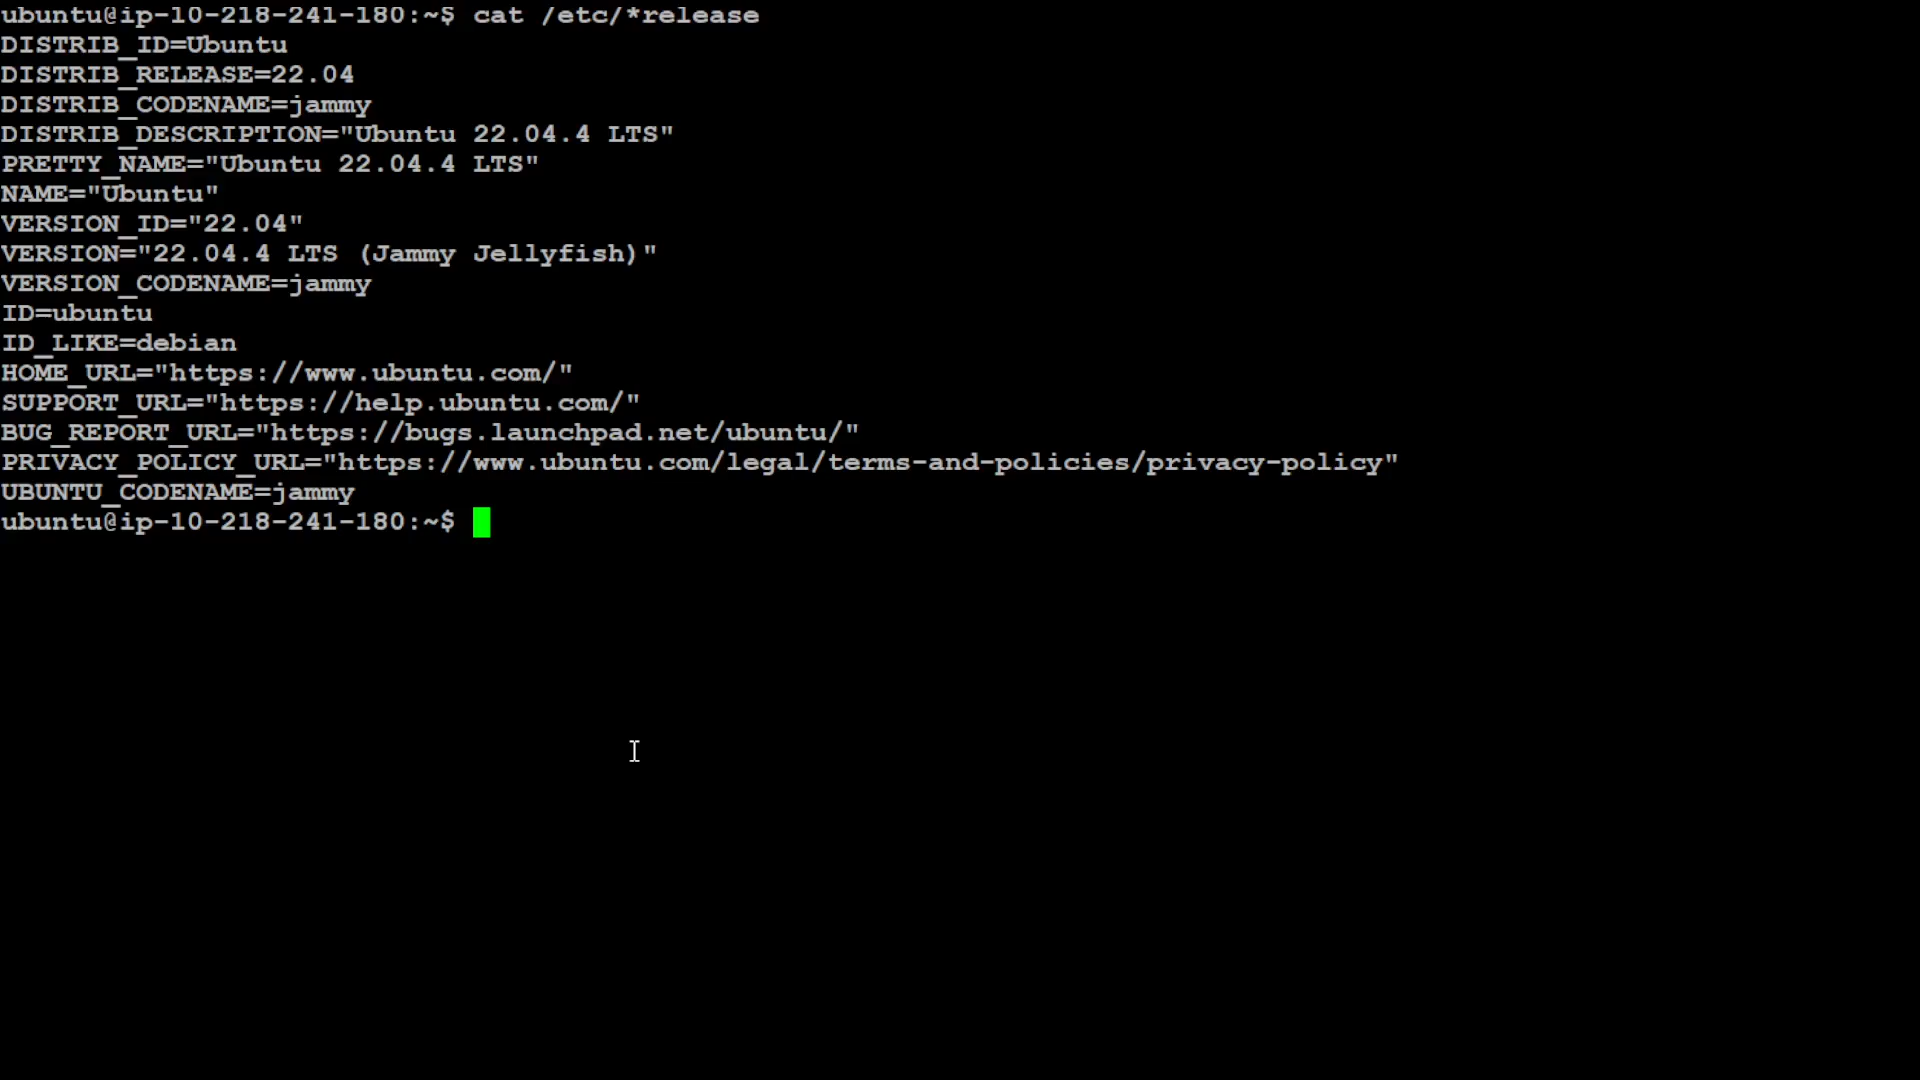 ubuntu@ip-10-218-241-180:~$ cat /etc/*release
DISTRIB_ID=Ubuntu
DISTRIB_RELEASE=22.04
DISTRIB_CODENAME=jammy
DISTRIB_DESCRIPTION="Ubuntu 22.04.4 LTS"
PRETTY_NAME="Ubuntu 22.04.4 LTS"
NAME="Ubuntu"
VERSION_ID="22.04"
VERSION="22.04.4 LTS (Jammy Jellyfish)"
VERSION_CODENAME=jammy
ID=ubuntu
ID_LIKE=debian
HOME_URL="https://www.ubuntu.com/"
SUPPORT_URL="https://help.ubuntu.com/"
BUG_REPORT_URL="https://bugs.launchpad.net/ubuntu/"
PRIVACY_POLICY_URL="https://www.ubuntu.com/legal/terms-and-policies/privacy-policy"
UBUNTU_CODENAME=jammy
ubuntu@ip-10-218-241-180:~$